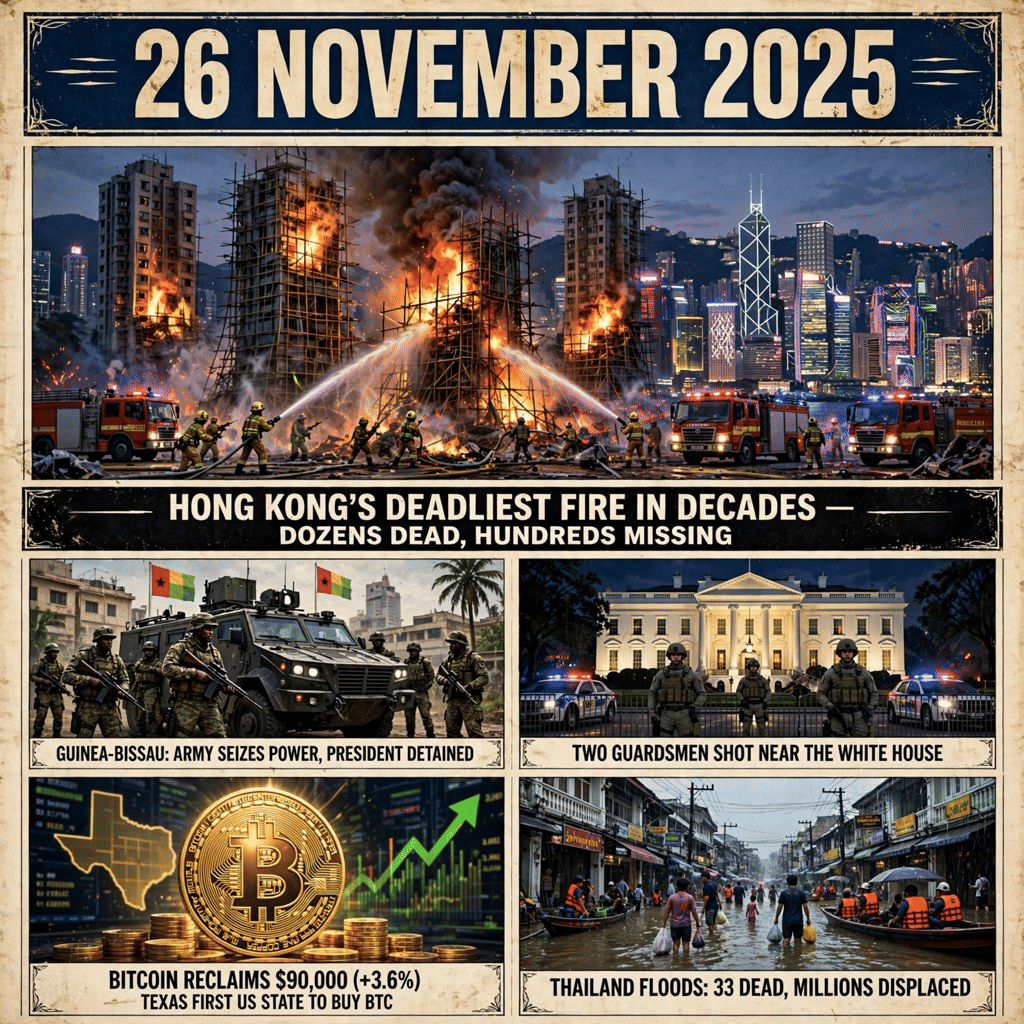 26 NOVEMBER 2025
HONG KONG'S DEADLIEST FIRE IN DECADES —
DOZENS DEAD, HUNDREDS MISSING
GUINEA-BISSAU: ARMY SEIZES POWER, PRESIDENT DETAINED
TWO GUARDSMEN SHOT NEAR THE WHITE HOUSE
BITCOIN RECLAIMS $90,000 (+3.6%)
TEXAS FIRST US STATE TO BUY BTC
THAILAND FLOODS: 33 DEAD, MILLIONS DISPLACED